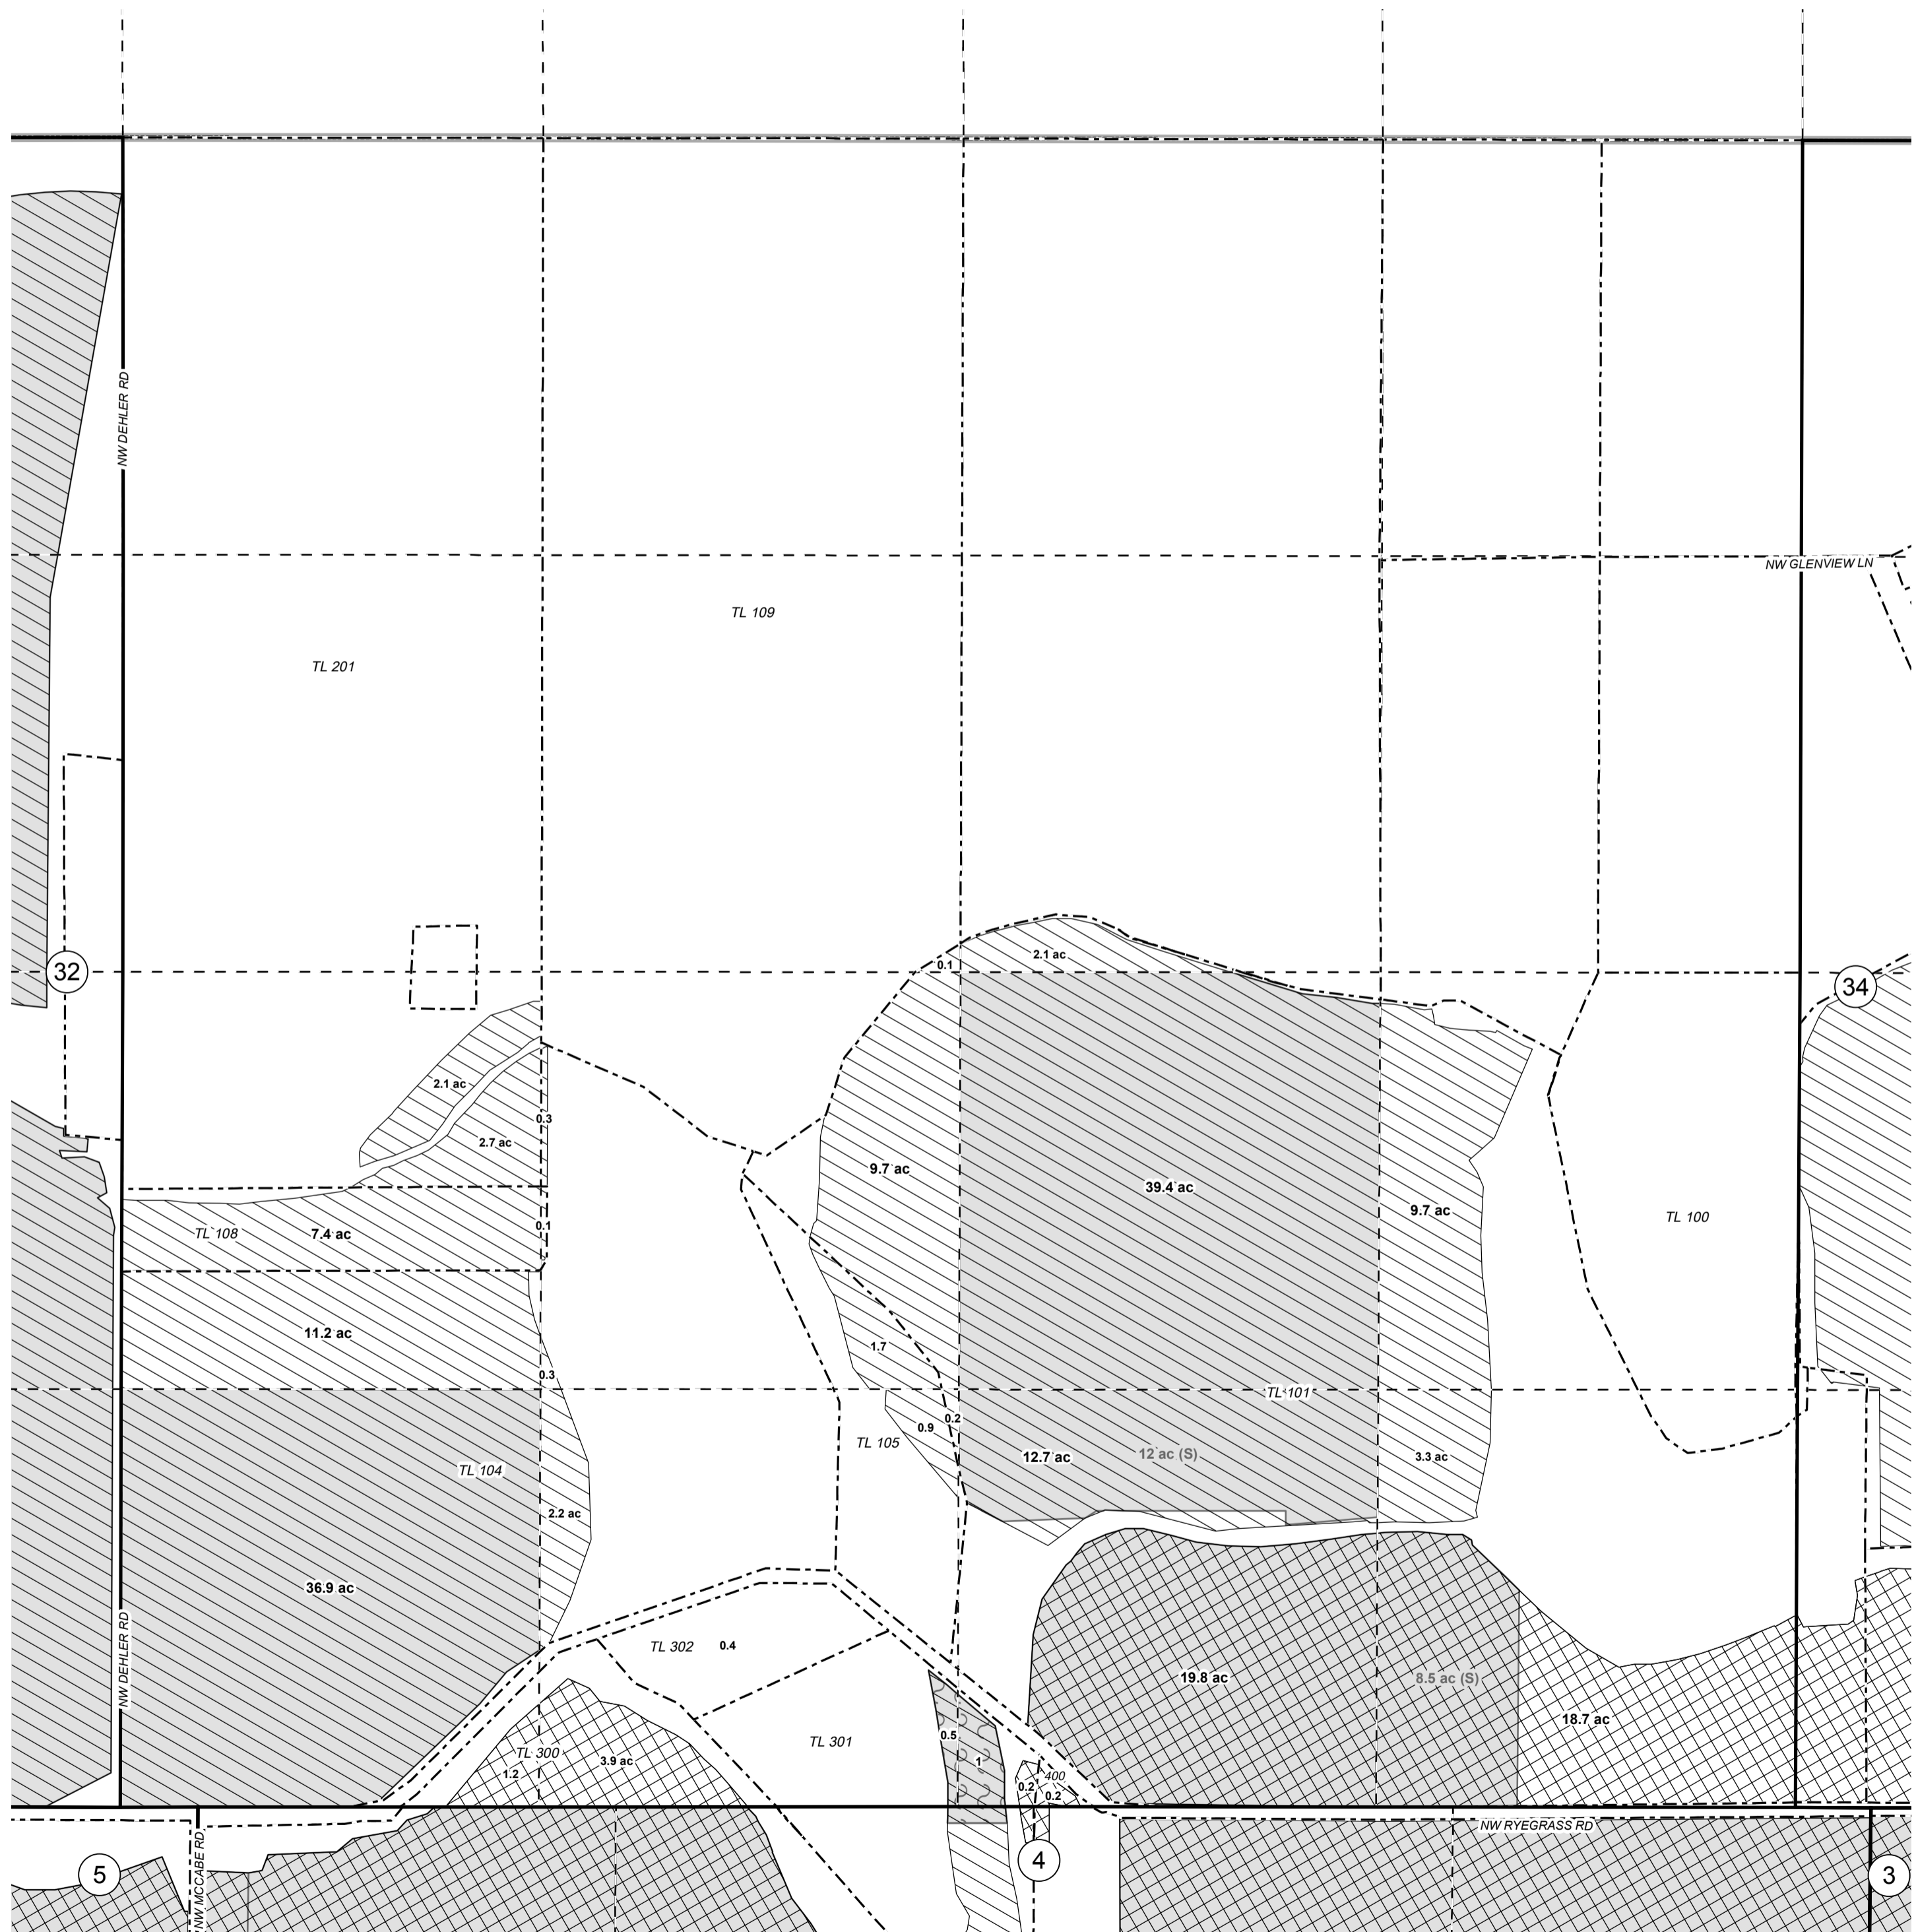 NW DEHLER RD
NW GLENVIEW LN
TL 109
TL 201
2.1 ac
0.1
32
34
2.1 ac
0.3
2.7 ac
9.7 ac
39.4 ac
9.7 ac
TL 100
0.1
TL 108
7.4 ac
11.2 ac
1.7
0.3
TL 101
0.2
0.9
TL 105
12.7 ac
12 ac (S)
3.3 ac
TL 104
2.2 ac
36.9 ac
NW DEHLER RD
TL 302
0.4
19.8 ac
8.5 ac (S)
18.7 ac
0.5
TL 301
TL 300
3.9 ac
1
1.2
400
0.2
0.2
NW RYEGRASS RD
NW MCCABE RD
5
4
3